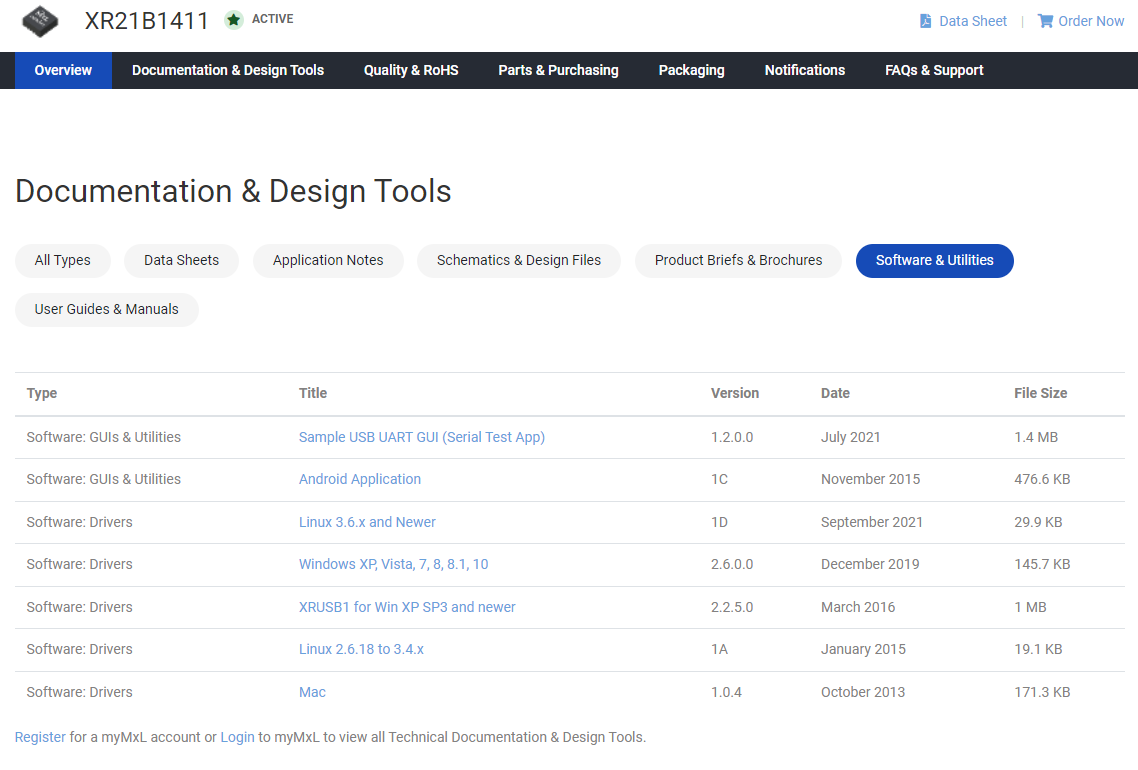 XR21B1411 ACTIVE Data Sheet | Order Now
Overview Documentation & Design Tools Quality & RoHS Parts & Purchasing Packaging Notifications FAQs & Support
Documentation & Design Tools
All Types Data Sheets Application Notes Schematics & Design Files Product Briefs & Brochures Software & Utilities
User Guides & Manuals
Type Title Version Date File Size
Software: GUIs & Utilities Sample USB UART GUI (Serial Test App) 1.2.0.0 July 2021 1.4 MB
Software: GUIs & Utilities Android Application 1C November 2015 476.6 KB
Software: Drivers Linux 3.6.x and Newer 1D September 2021 29.9 KB
Software: Drivers Windows XP, Vista, 7, 8, 8.1, 10 2.6.0.0 December 2019 145.7 KB
Software: Drivers XRUSB1 for Win XP SP3 and newer 2.2.5.0 March 2016 1 MB
Software: Drivers Linux 2.6.18 to 3.4.x 1A January 2015 19.1 KB
Software: Drivers Mac 1.0.4 October 2013 171.3 KB
Register for a myMxL account or Login to myMxL to view all Technical Documentation & Design Tools.